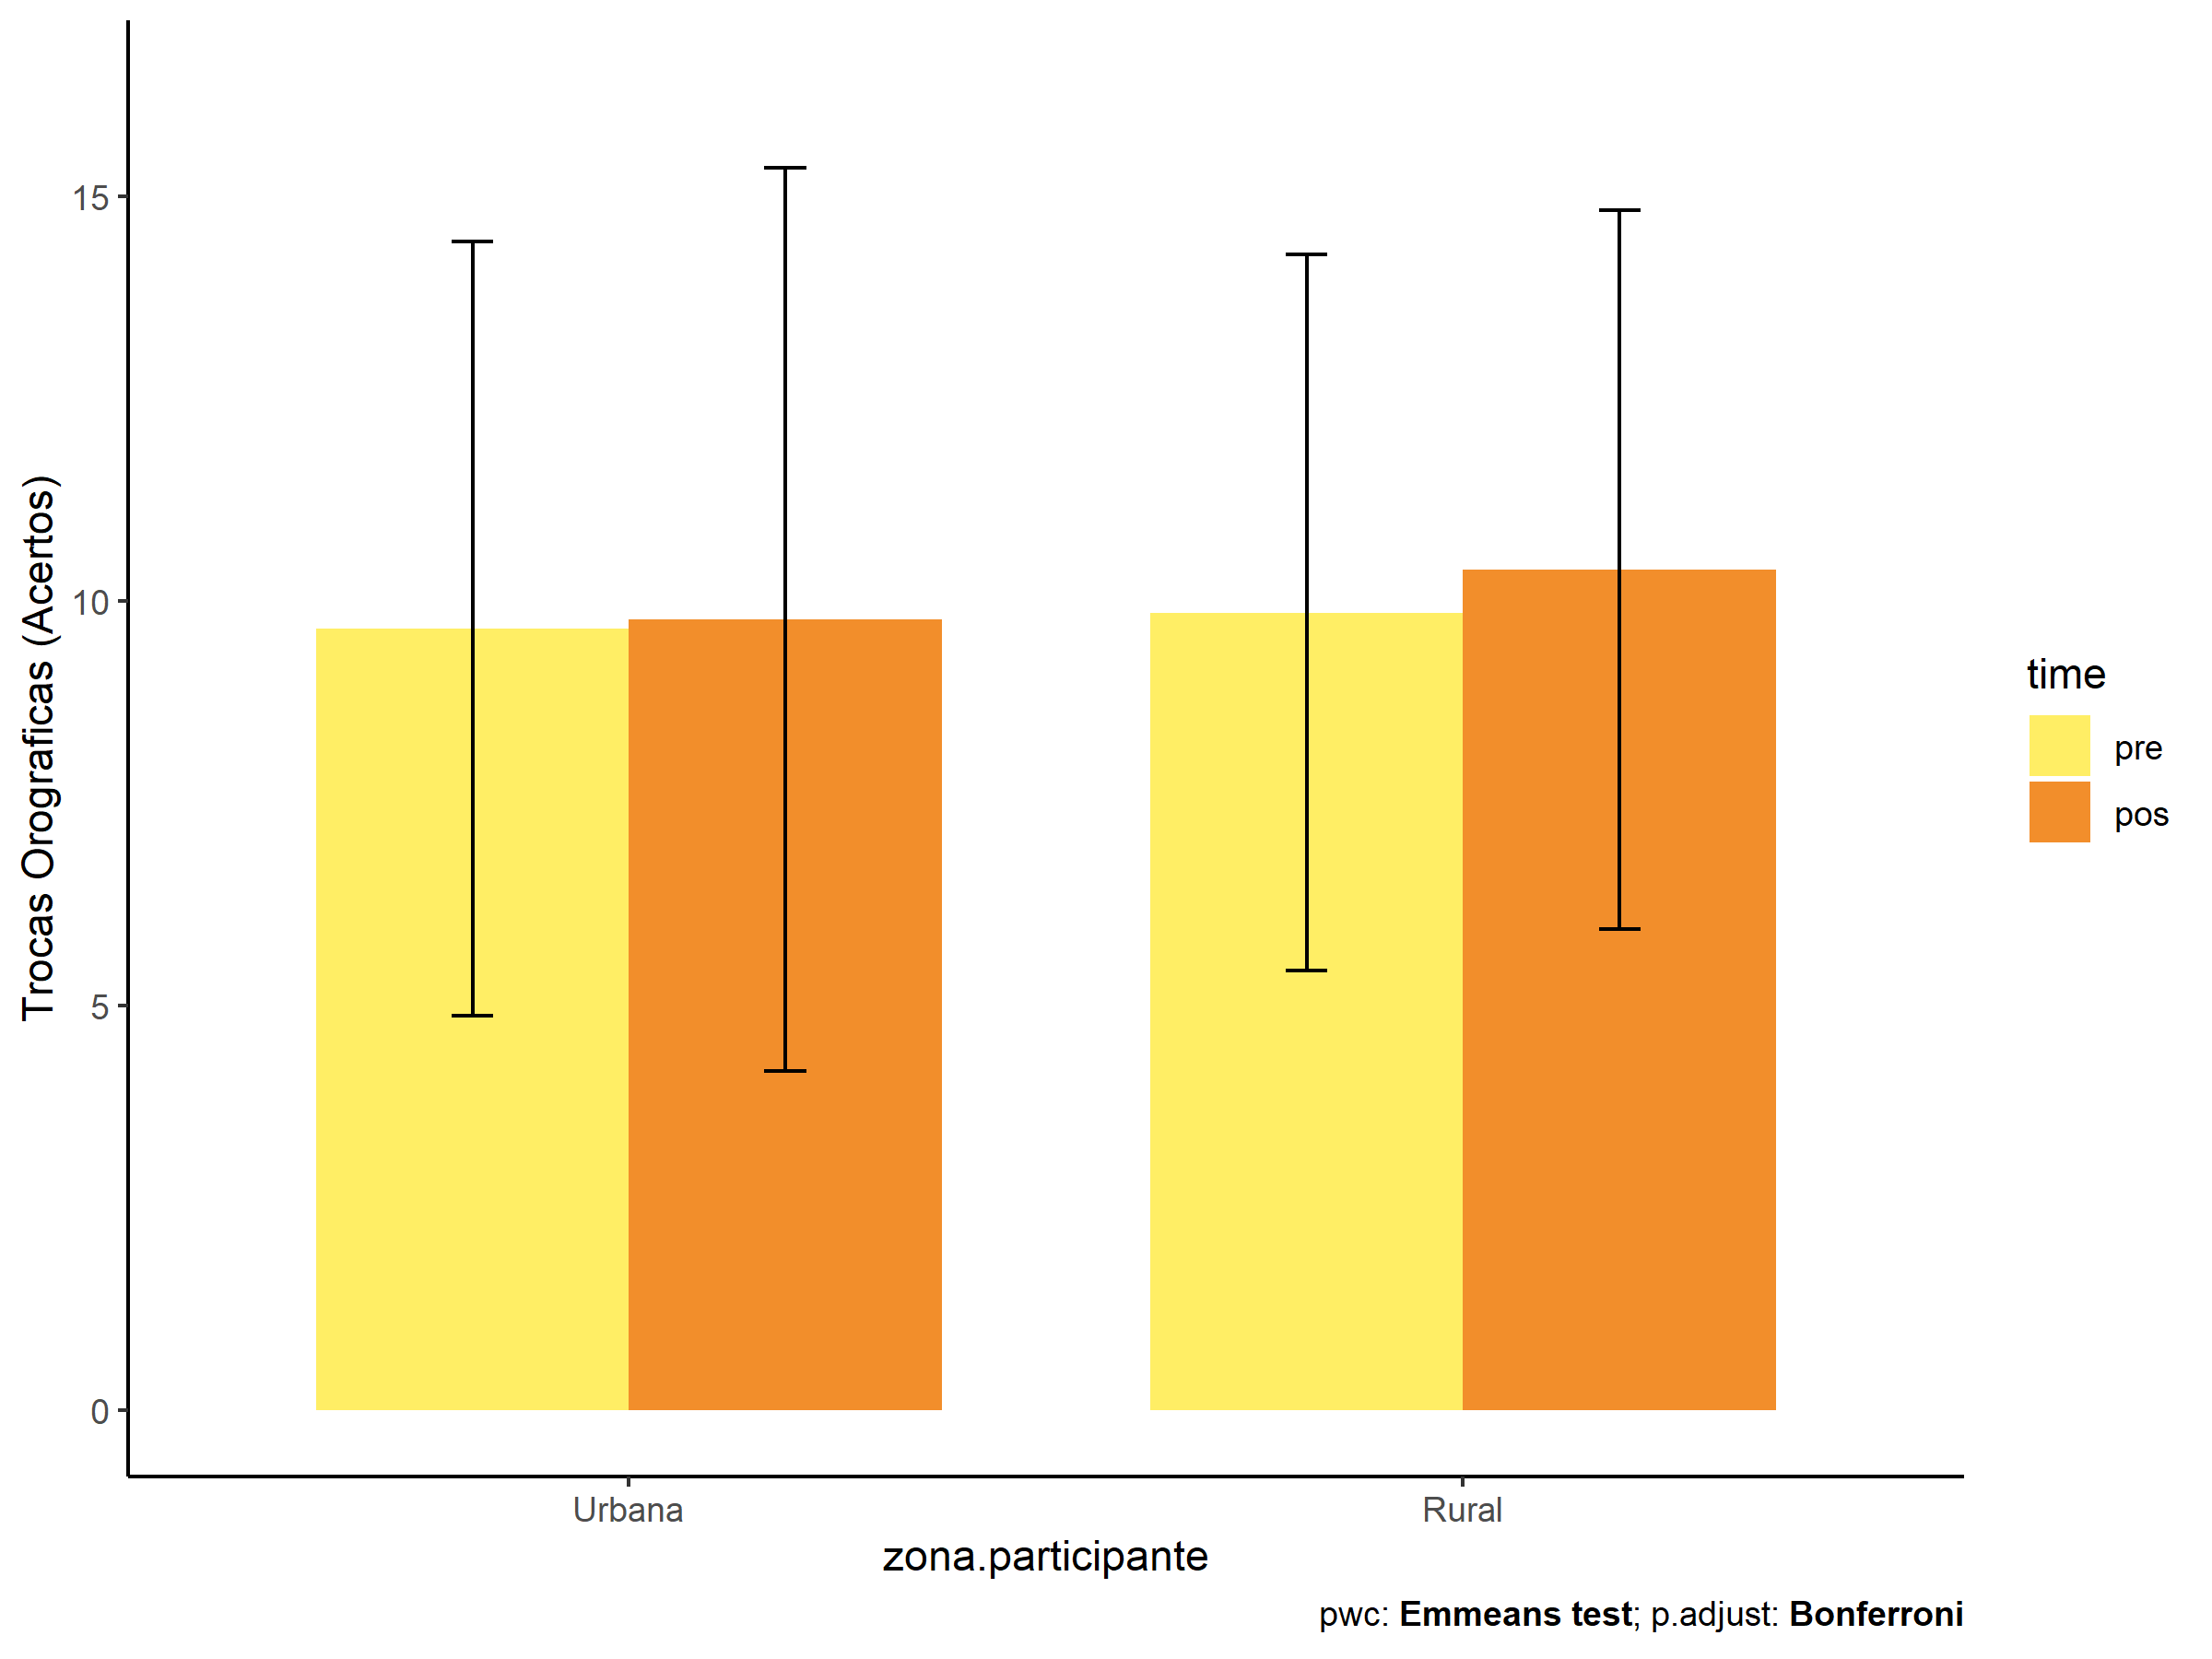 Trocas Orograficas (Acertos)
15
10
5
0
Urbana
Rural
zona.participante
time
pre
pos
pwc: Emmeans test; p.adjust: Bonferroni